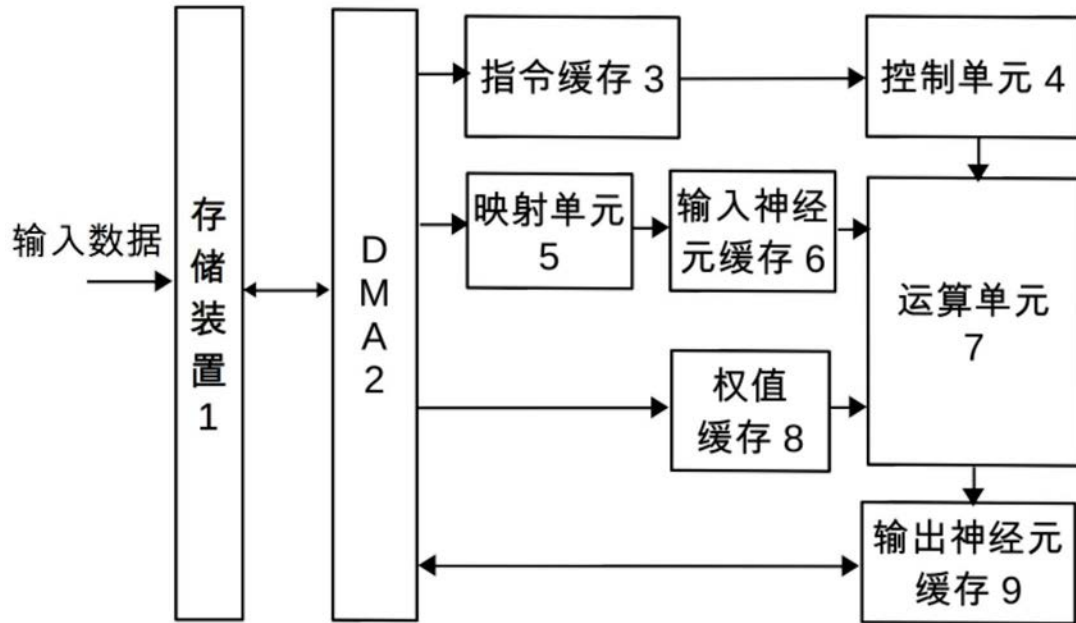 输入数据
存
储
装
置
1
D
M
A
2
指令缓存 3
控制单元 4
映射单元
5
输入神经
元缓存 6
运算单元
7
权值
缓存 8
输出神经元
缓存 9